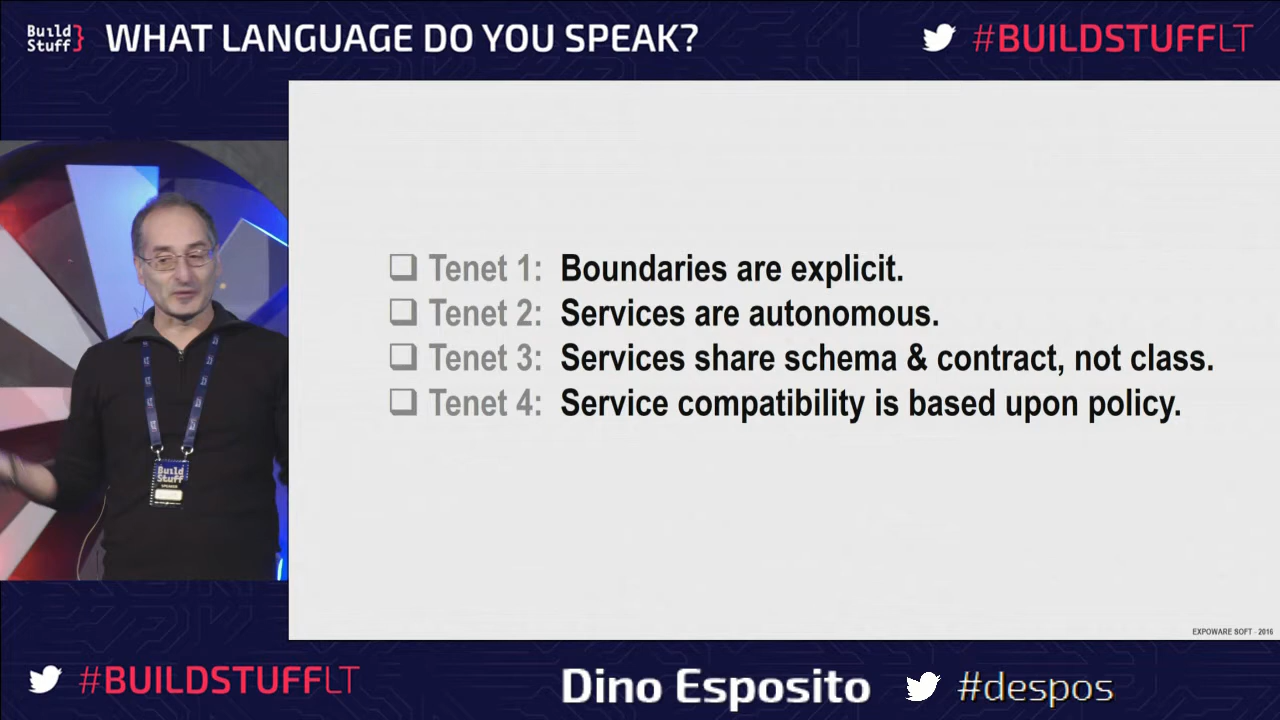 Build Stuff} WHAT LANGUAGE DO YOU SPEAK?
#BUILDSTUFFLT
Tenet 1: Boundaries are explicit.
Tenet 2: Services are autonomous.
Tenet 3: Services share schema & contract, not class.
Tenet 4: Service compatibility is based upon policy.
Build
Stuff
EXPOWARE SOFT - 2016
#BUILDSTUFFLT
Dino Esposito
#despos